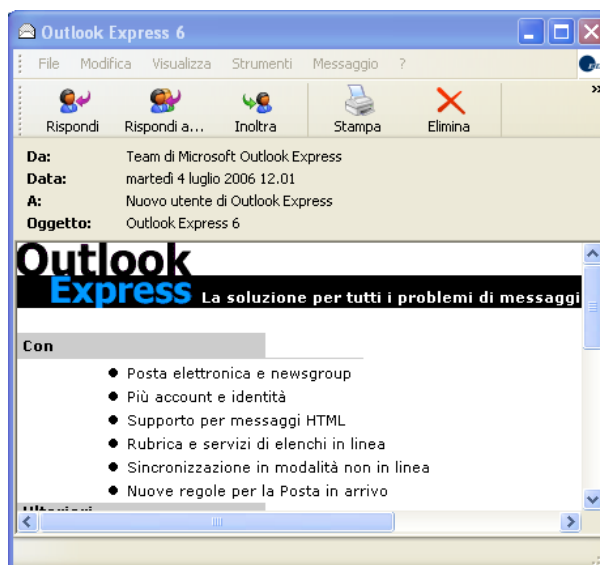 Outlook Express 6
File Modifica Visualizza Strumenti Messaggio ?
Rispondi Rispondi a... Inoltra Stampa Elimina
Da: Team di Microsoft Outlook Express
Data: martedì 4 luglio 2006 12.01
A: Nuovo utente di Outlook Express
Oggetto: Outlook Express 6
Outlook
Express La soluzione per tutti i problemi di messaggi
Con
● Posta elettronica e newsgroup
● Più account e identità
● Supporto per messaggi HTML
● Rubrica e servizi di elenchi in linea
● Sincronizzazione in modalità non in linea
● Nuove regole per la Posta in arrivo
Ulteriori